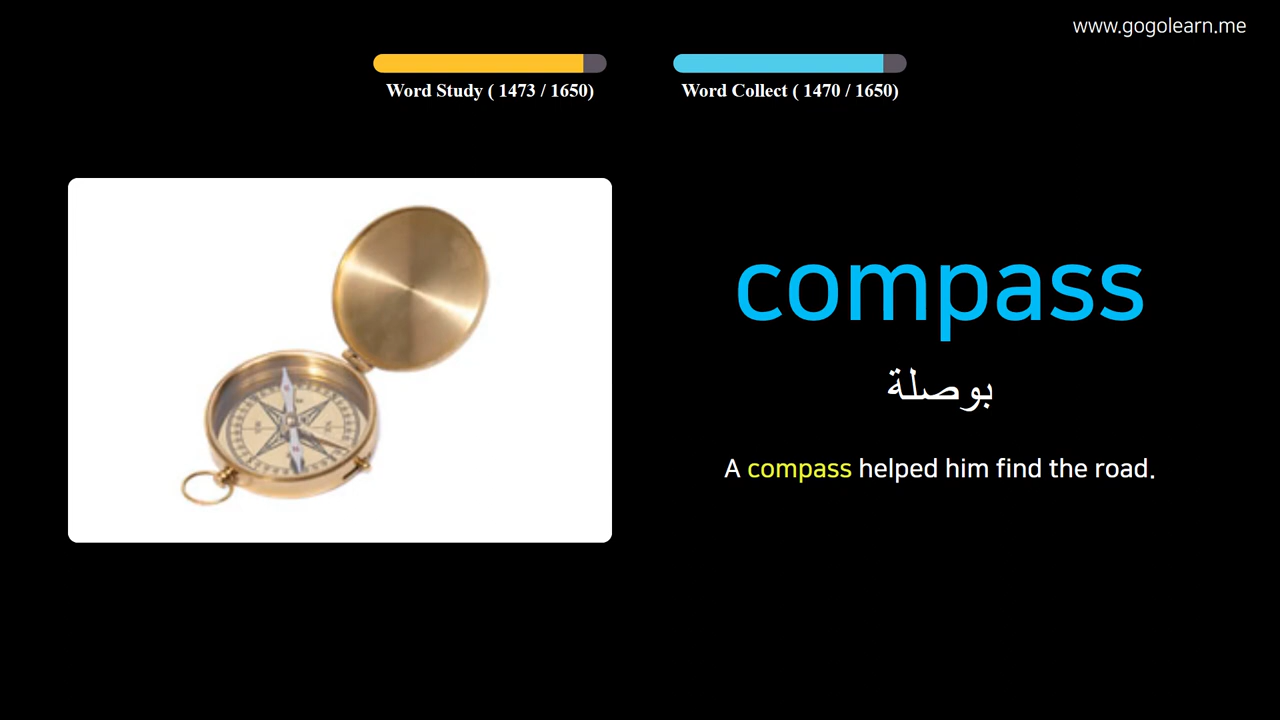 www.gogolearn.me
Word Study ( 1473 / 1650)
Word Collect ( 1470 / 1650)
compass
بوصلة
A compass helped him find the road.